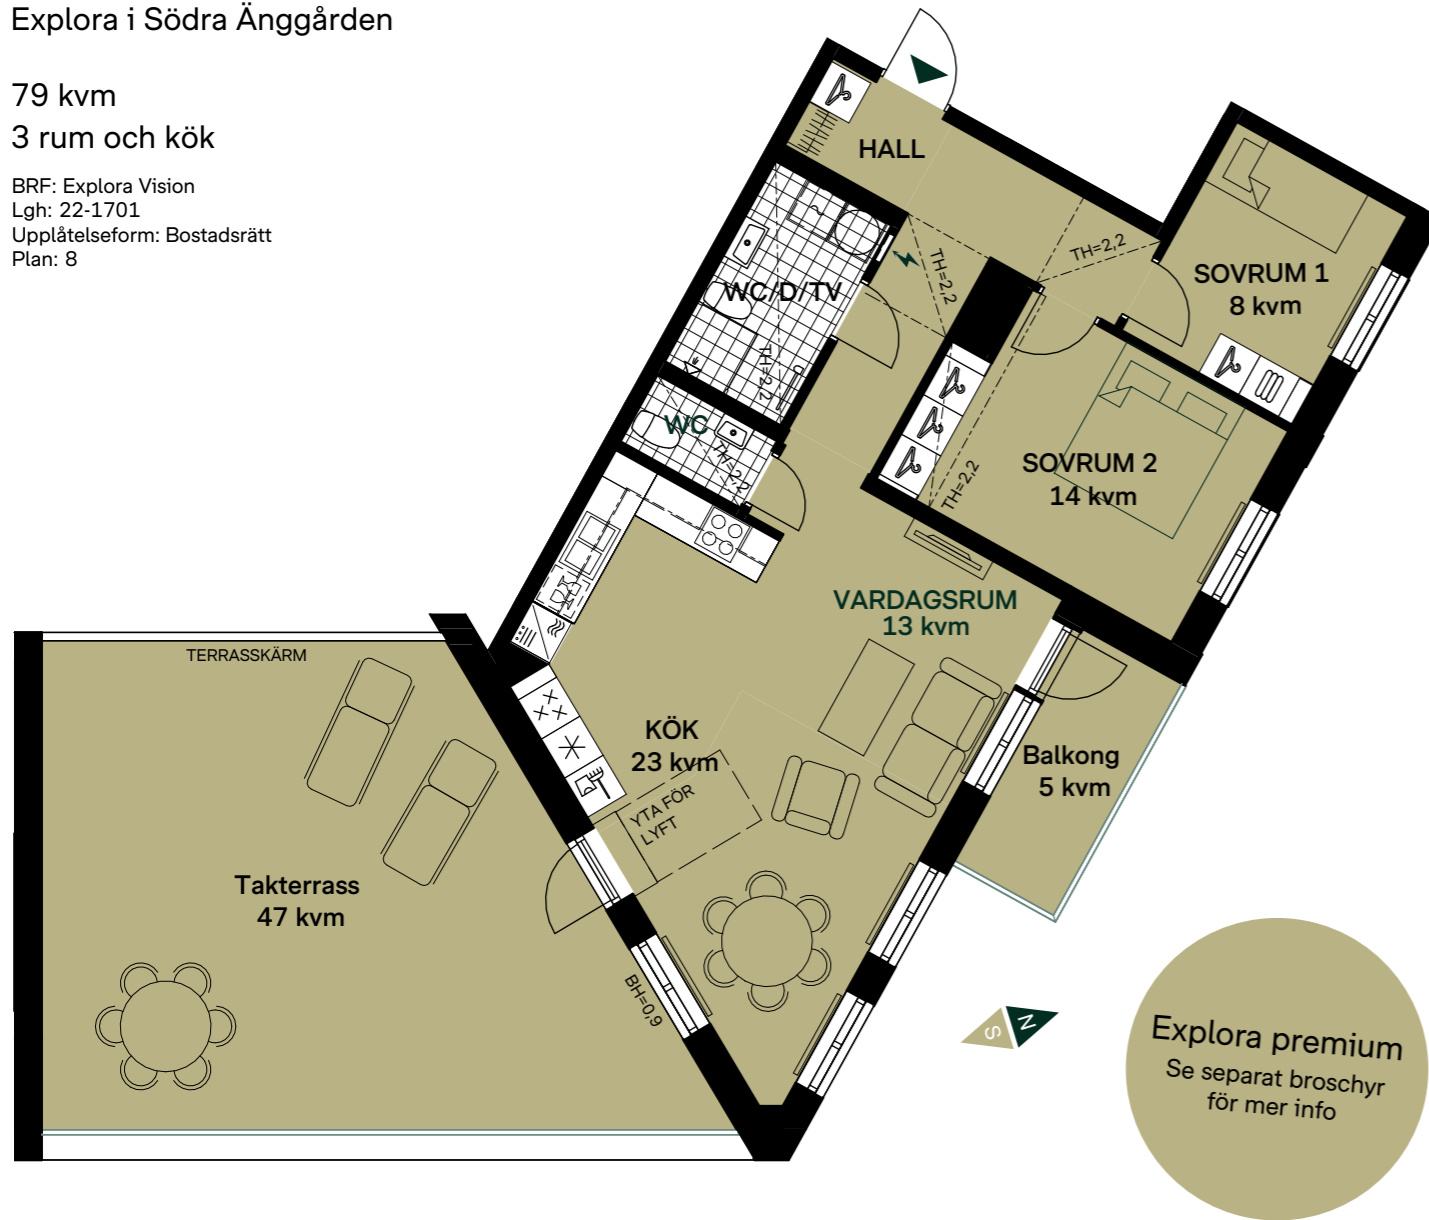 Explora i Södra Änggården
79 kvm
3 rum och kök
BRF: Explora Vision
Lgh: 22-1701
Upplåtelseform: Bostadsrätt
Plan: 8
HALL
TH=2,2
TH=2,2
SOVRUM 1
8 kvm
WC/D/TV
TH=2,2
WC
TH=2,2
SOVRUM 2
14 kvm
TH=2,2
VARDAGSRUM
13 kvm
TERRASSKÄRM
KÖK
23 kvm
Balkong
5 kvm
YTA FÖR
LYFT
Takterrass
47 kvm
BH=0,9
S
N
Explora premium
Se separat broschyr
för mer info